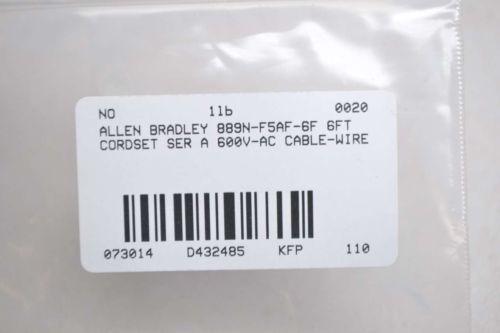 NO 1lb 0020
ALLEN BRADLEY 889N-F5AF-6F 6FT
CORDSET SER A 600V-AC CABLE-WIRE
073014 D432485 KFP 110